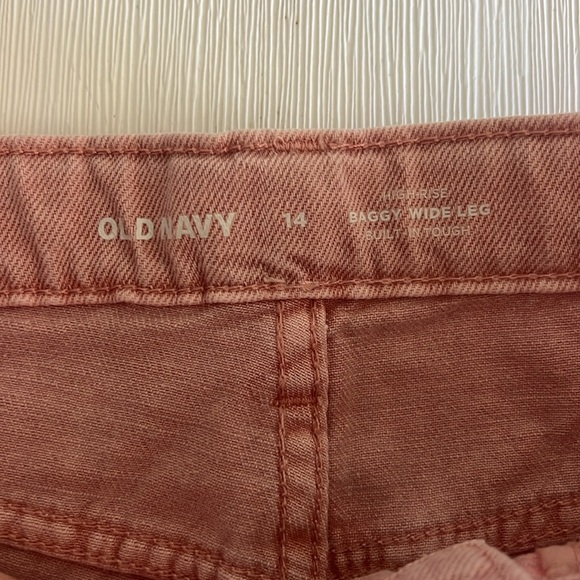 OLD NAVY
14
HIGH-RISE
BAGGY WIDE LEG
BUILT-IN TOUGH